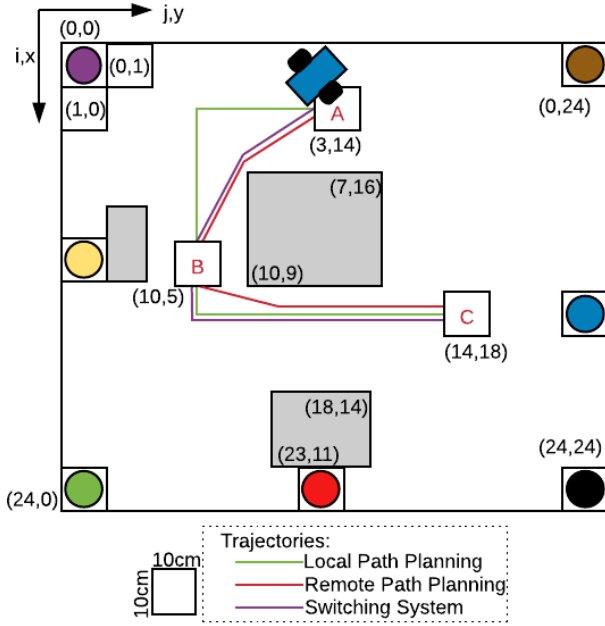 j,y
(0,0)
i,x
(0,1)
(1,0)
(0,24)
A
(3,14)
(7,16)
B
(10,9)
(10,5)
C
(14,18)
(18,14)
(23,11)
(24,24)
(24,0)
Trajectories:
10cm
Local Path Planning
10cm
Remote Path Planning
Switching System